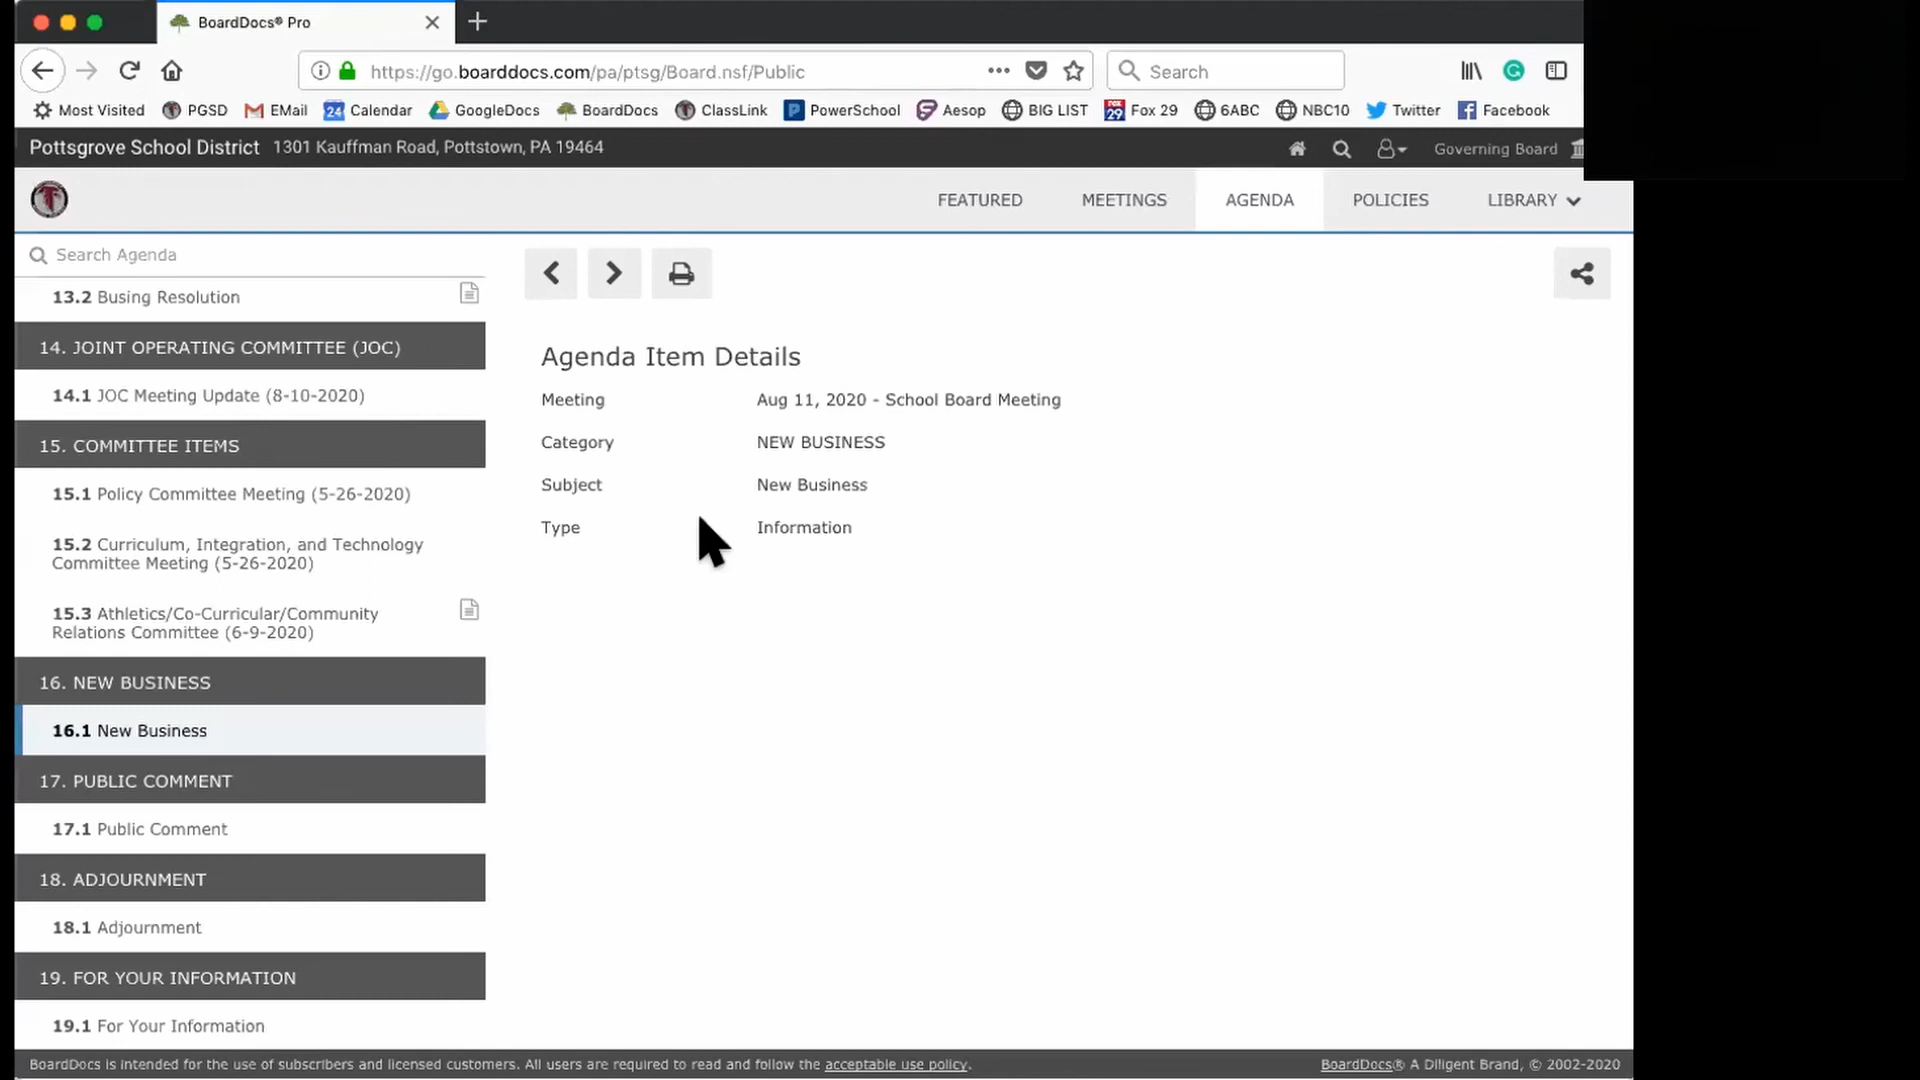 BoardDocs® Pro
https://go.boarddocs.com/pa/ptsg/Board.nsf/Public
Search
Most Visited PGSD EMail 24 Calendar GoogleDocs BoardDocs ClassLink PowerSchool Aesop BIG LIST Fox 29 6ABC NBC10 Twitter Facebook
Pottsgrove School District 1301 Kauffman Road, Pottstown, PA 19464
Governing Board
FEATURED MEETINGS AGENDA POLICIES LIBRARY
Search Agenda
13.2 Busing Resolution
14. JOINT OPERATING COMMITTEE (JOC)
14.1 JOC Meeting Update (8-10-2020)
15. COMMITTEE ITEMS
15.1 Policy Committee Meeting (5-26-2020)
15.2 Curriculum, Integration, and Technology
Committee Meeting (5-26-2020)
15.3 Athletics/Co-Curricular/Community
Relations Committee (6-9-2020)
16. NEW BUSINESS
16.1 New Business
17. PUBLIC COMMENT
17.1 Public Comment
18. ADJOURNMENT
18.1 Adjournment
19. FOR YOUR INFORMATION
19.1 For Your Information
Agenda Item Details
Meeting Aug 11, 2020 - School Board Meeting
Category NEW BUSINESS
Subject New Business
Type Information
BoardDocs is intended for the use of subscribers and licensed customers. All users are required to read and follow the acceptable use policy.
BoardDocs® A Diligent Brand, © 2002-2020